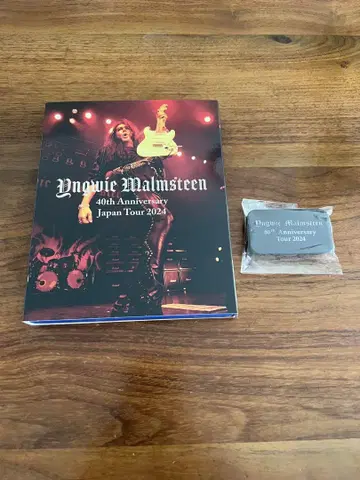 Yngwie Malmsteen
40th Anniversary
Japan Tour 2024
Yngwie Malmsteen
40th Anniversary
Tour 2024